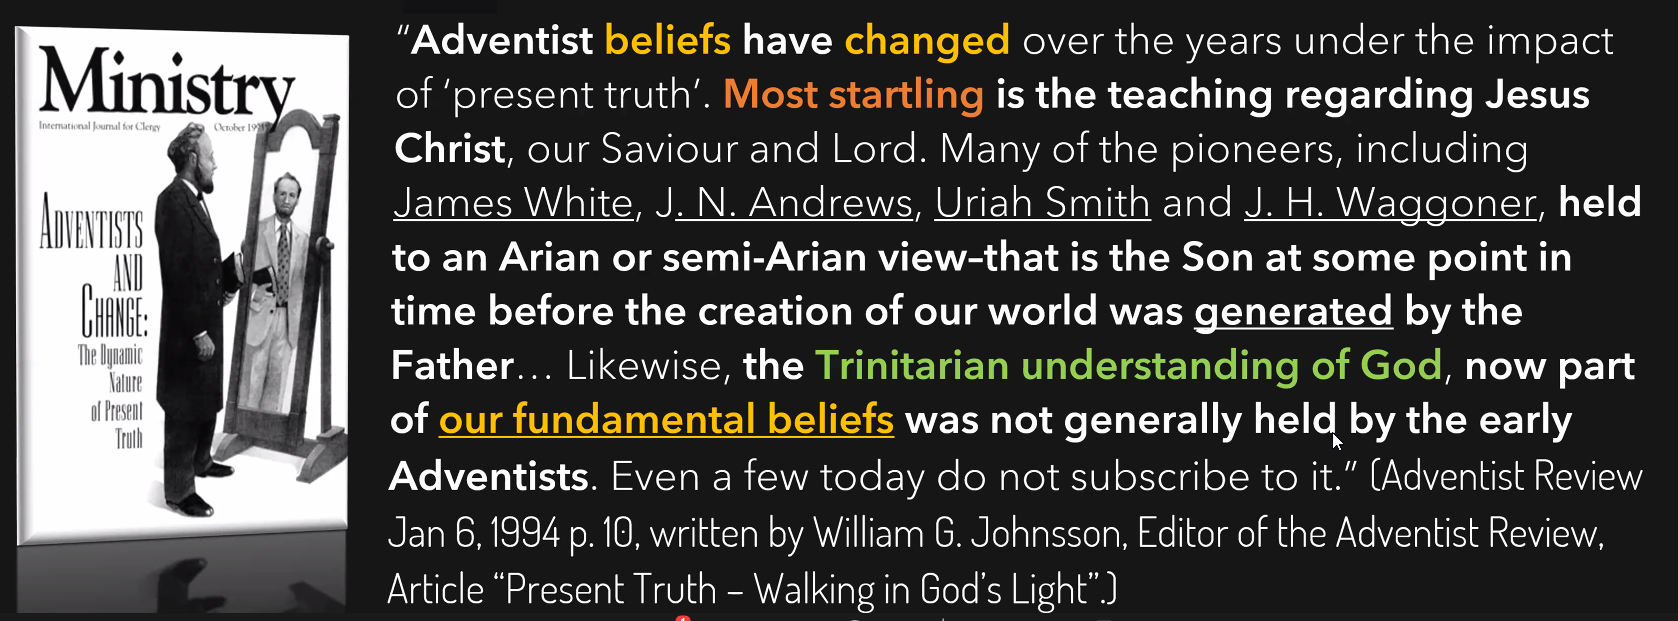 Ministry
International Journal for Clergy
October
ADVENTISTS
AND
CHANGE:
The Dynamic
Nature
of Present
Truth
“Adventist beliefs have changed over the years under the impact
of ‘present truth’. Most startling is the teaching regarding Jesus
Christ, our Saviour and Lord. Many of the pioneers, including
James White, J. N. Andrews, Uriah Smith and J. H. Waggoner, held
to an Arian or semi-Arian view–that is the Son at some point in
time before the creation of our world was generated by the
Father… Likewise, the Trinitarian understanding of God, now part
of our fundamental beliefs was not generally held by the early
Adventists. Even a few today do not subscribe to it.” (Adventist Review
Jan 6, 1994 p. 10, written by William G. Johnsson, Editor of the Adventist Review,
Article “Present Truth – Walking in God’s Light”.)